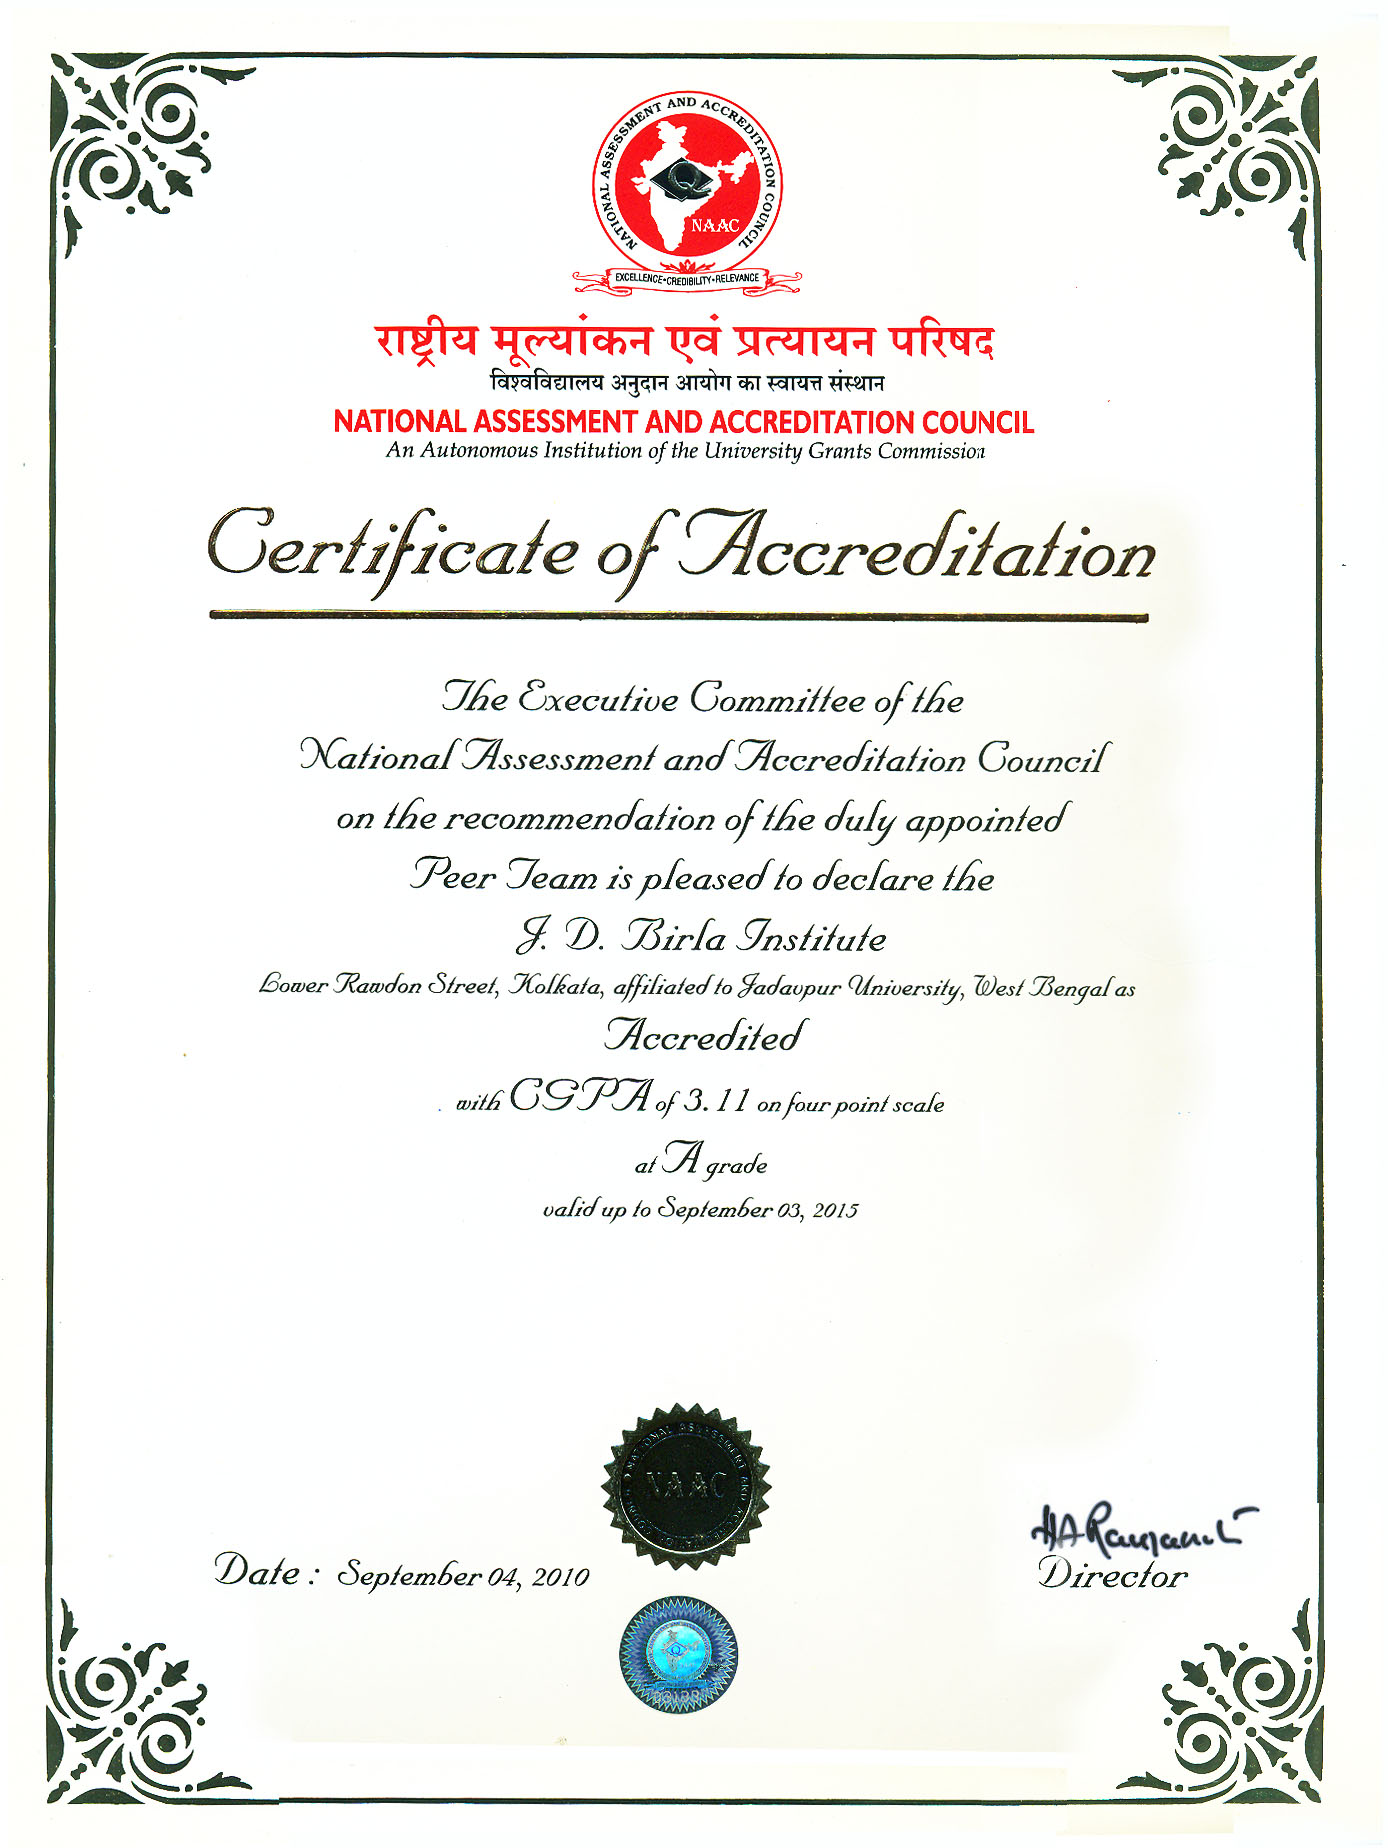 NATIONAL ASSESSMENT AND ACCREDITATION COUNCIL
NAAC
EXCELLENCE•CREDIBILITY•RELEVANCE
राष्ट्रीय मूल्यांकन एवं प्रत्यायन परिषद
विश्वविद्यालय अनुदान आयोग का स्वायत्त संस्थान
NATIONAL ASSESSMENT AND ACCREDITATION COUNCIL
An Autonomous Institution of the University Grants Commission
Certificate of Accreditation
The Executive Committee of the
National Assessment and Accreditation Council
on the recommendation of the duly appointed
Peer Team is pleased to declare the
J. D. Birla Institute
Lower Rawdon Street, Kolkata, affiliated to Jadavpur University, West Bengal as
Accredited
with CGPA of 3.11 on four point scale
at A grade
valid up to September 03, 2015
NATIONAL ASSESSMENT AND ACCREDITATION COUNCIL
NAAC
Date : September 04, 2010
Director